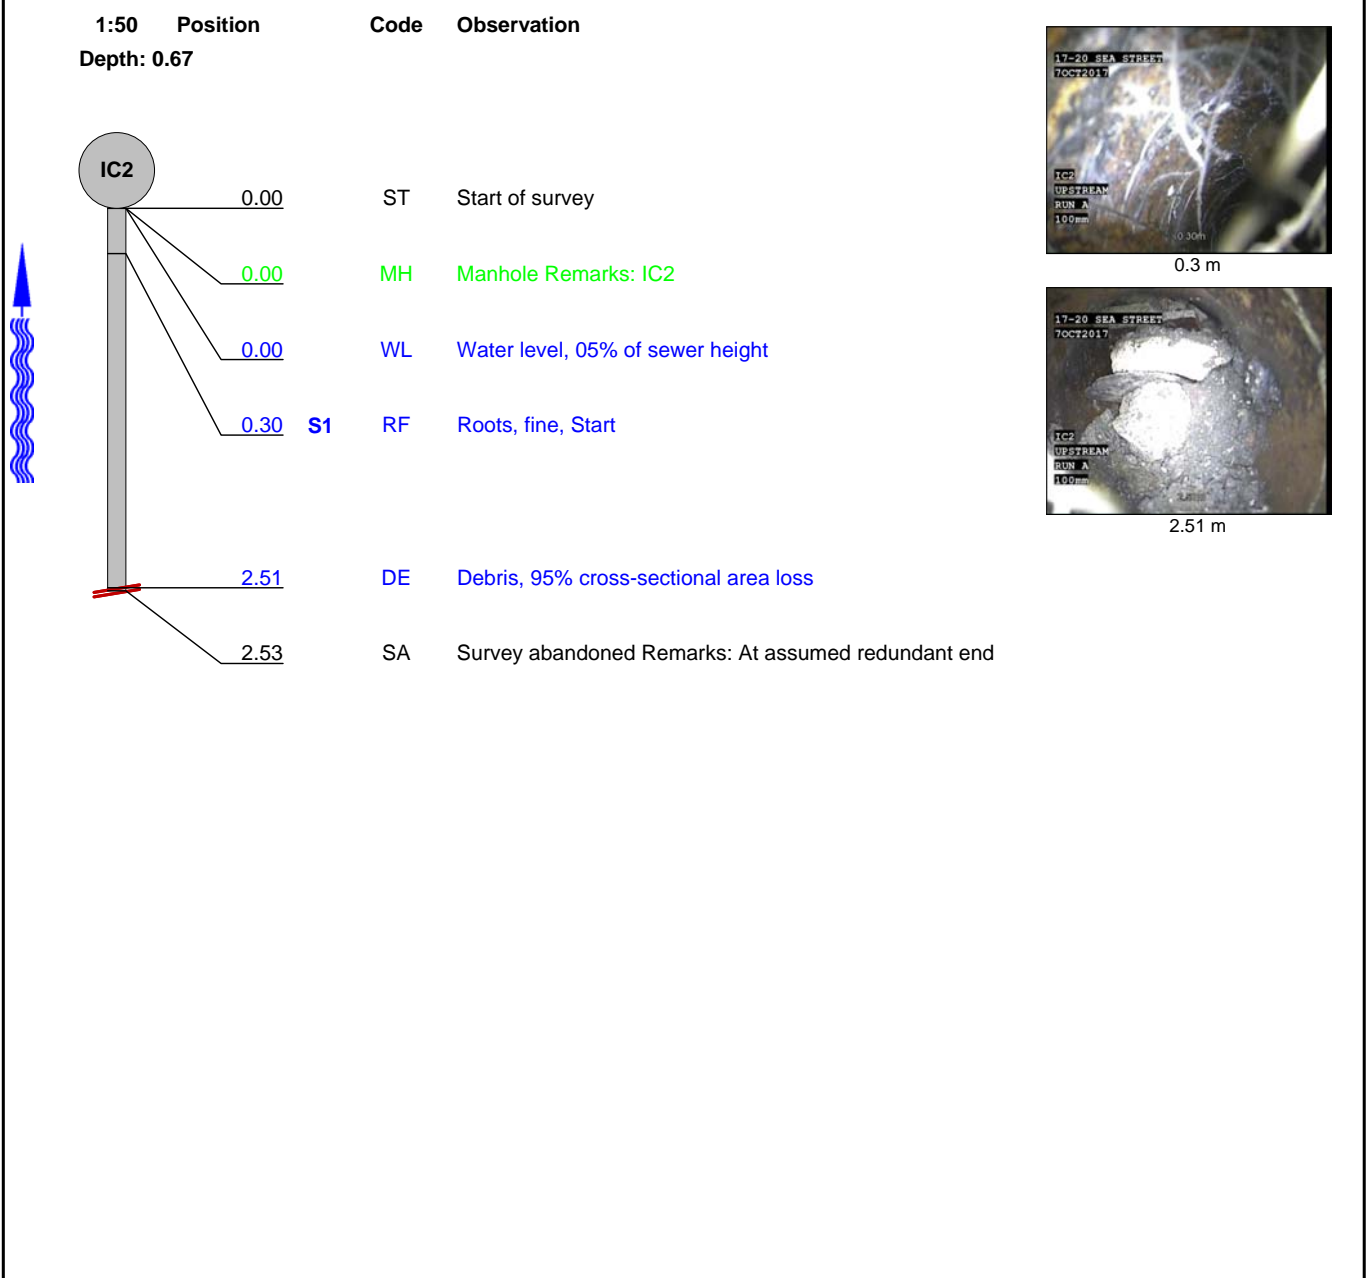 1:50 Position Code Observation
Depth: 0.67
IC2
0.00 ST Start of survey
0.00 MH Manhole Remarks: IC2
0.00 WL Water level, 05% of sewer height
0.30 S1 RF Roots, fine, Start
2.51 DE Debris, 95% cross-sectional area loss
2.53 SA Survey abandoned Remarks: At assumed redundant end
17-20 SEA STREET
7OCT2017
IC2
UPSTREAM
RUN A
100mm
0.30m
0.3 m
17-20 SEA STREET
7OCT2017
IC2
UPSTREAM
RUN A
100mm
2.51 m